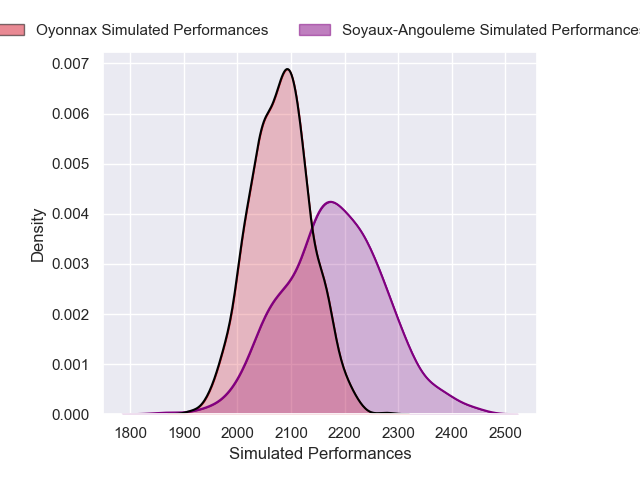 Oyonnax Simulated Performances
Soyaux-Angouleme Simulated Performances
0.007
0.006
0.005
0.004
0.003
0.002
0.001
0.000
Density
1800 1900 2000 2100 2200 2300 2400 2500
Simulated Performances